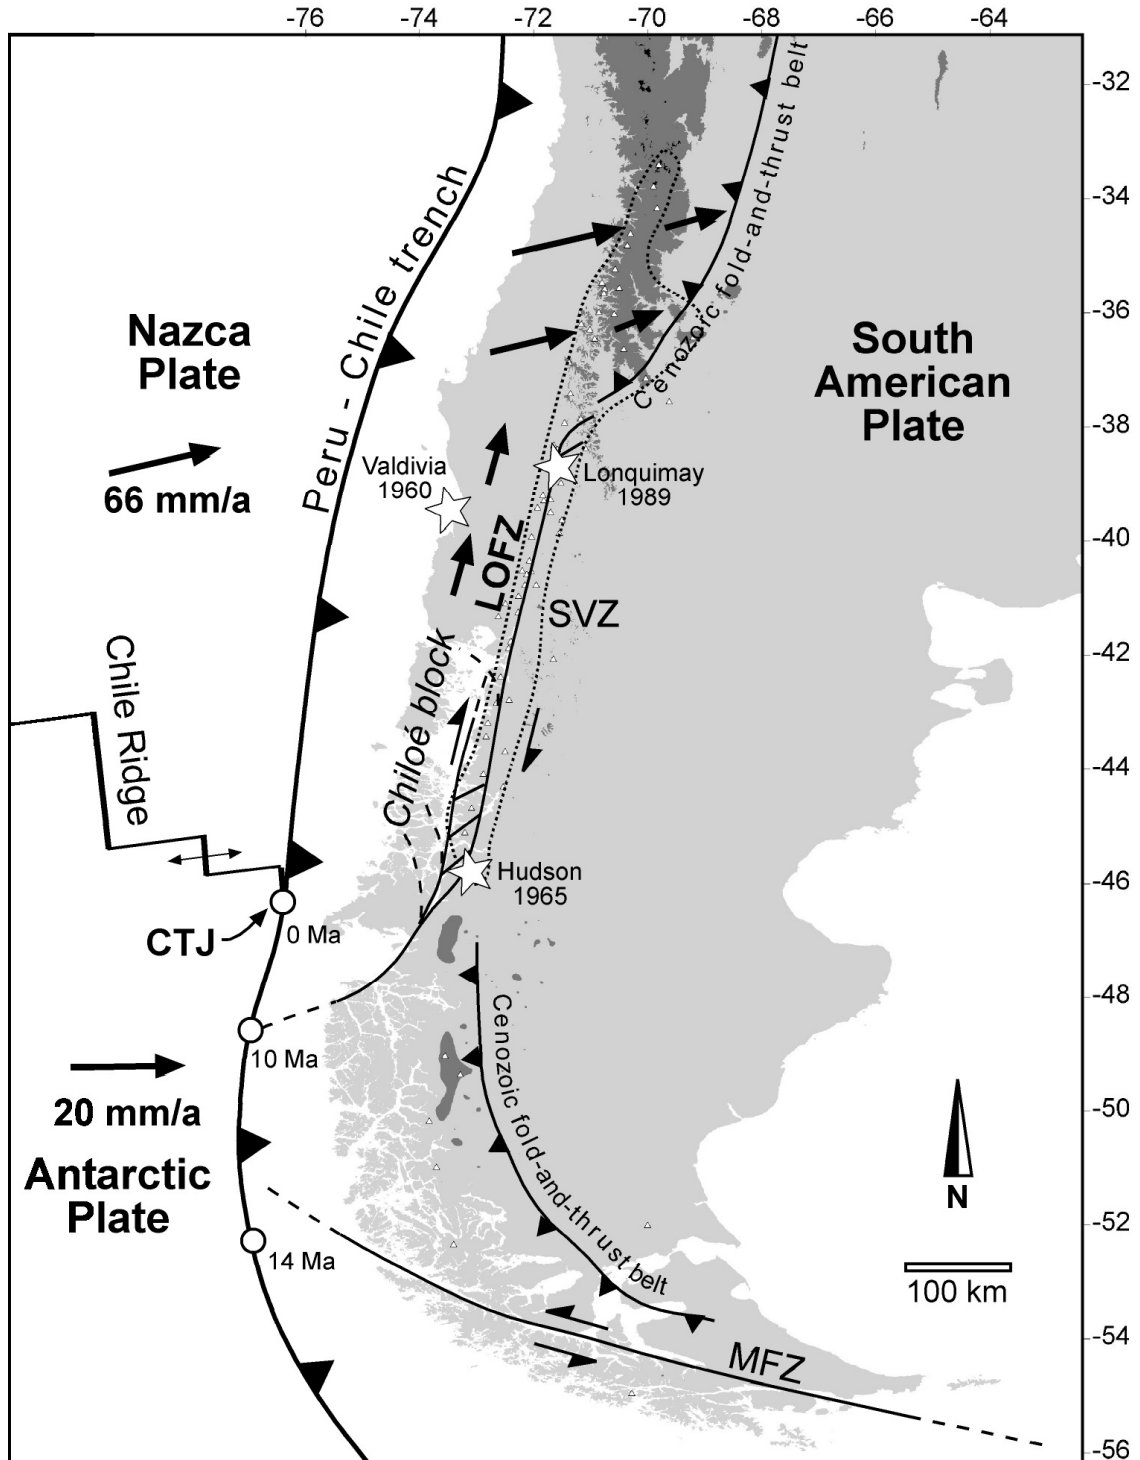 -76
-74
-72
-70
-68
-66
-64
-32
-34
-36
-38
-40
-42
-44
-46
-48
-50
-52
-54
-56
Nazca
Plate
66 mm/a
Peru - Chile trench
Cenozoic fold-and-thrust belt
South
American
Plate
Valdivia
1960
Lonquimay
1989
LOFZ
SVZ
Chiloé block
Chile Ridge
Hudson
1965
CTJ
0 Ma
10 Ma
20 mm/a
Antarctic
Plate
14 Ma
Cenozoic fold-and-thrust belt
MFZ
N
100 km